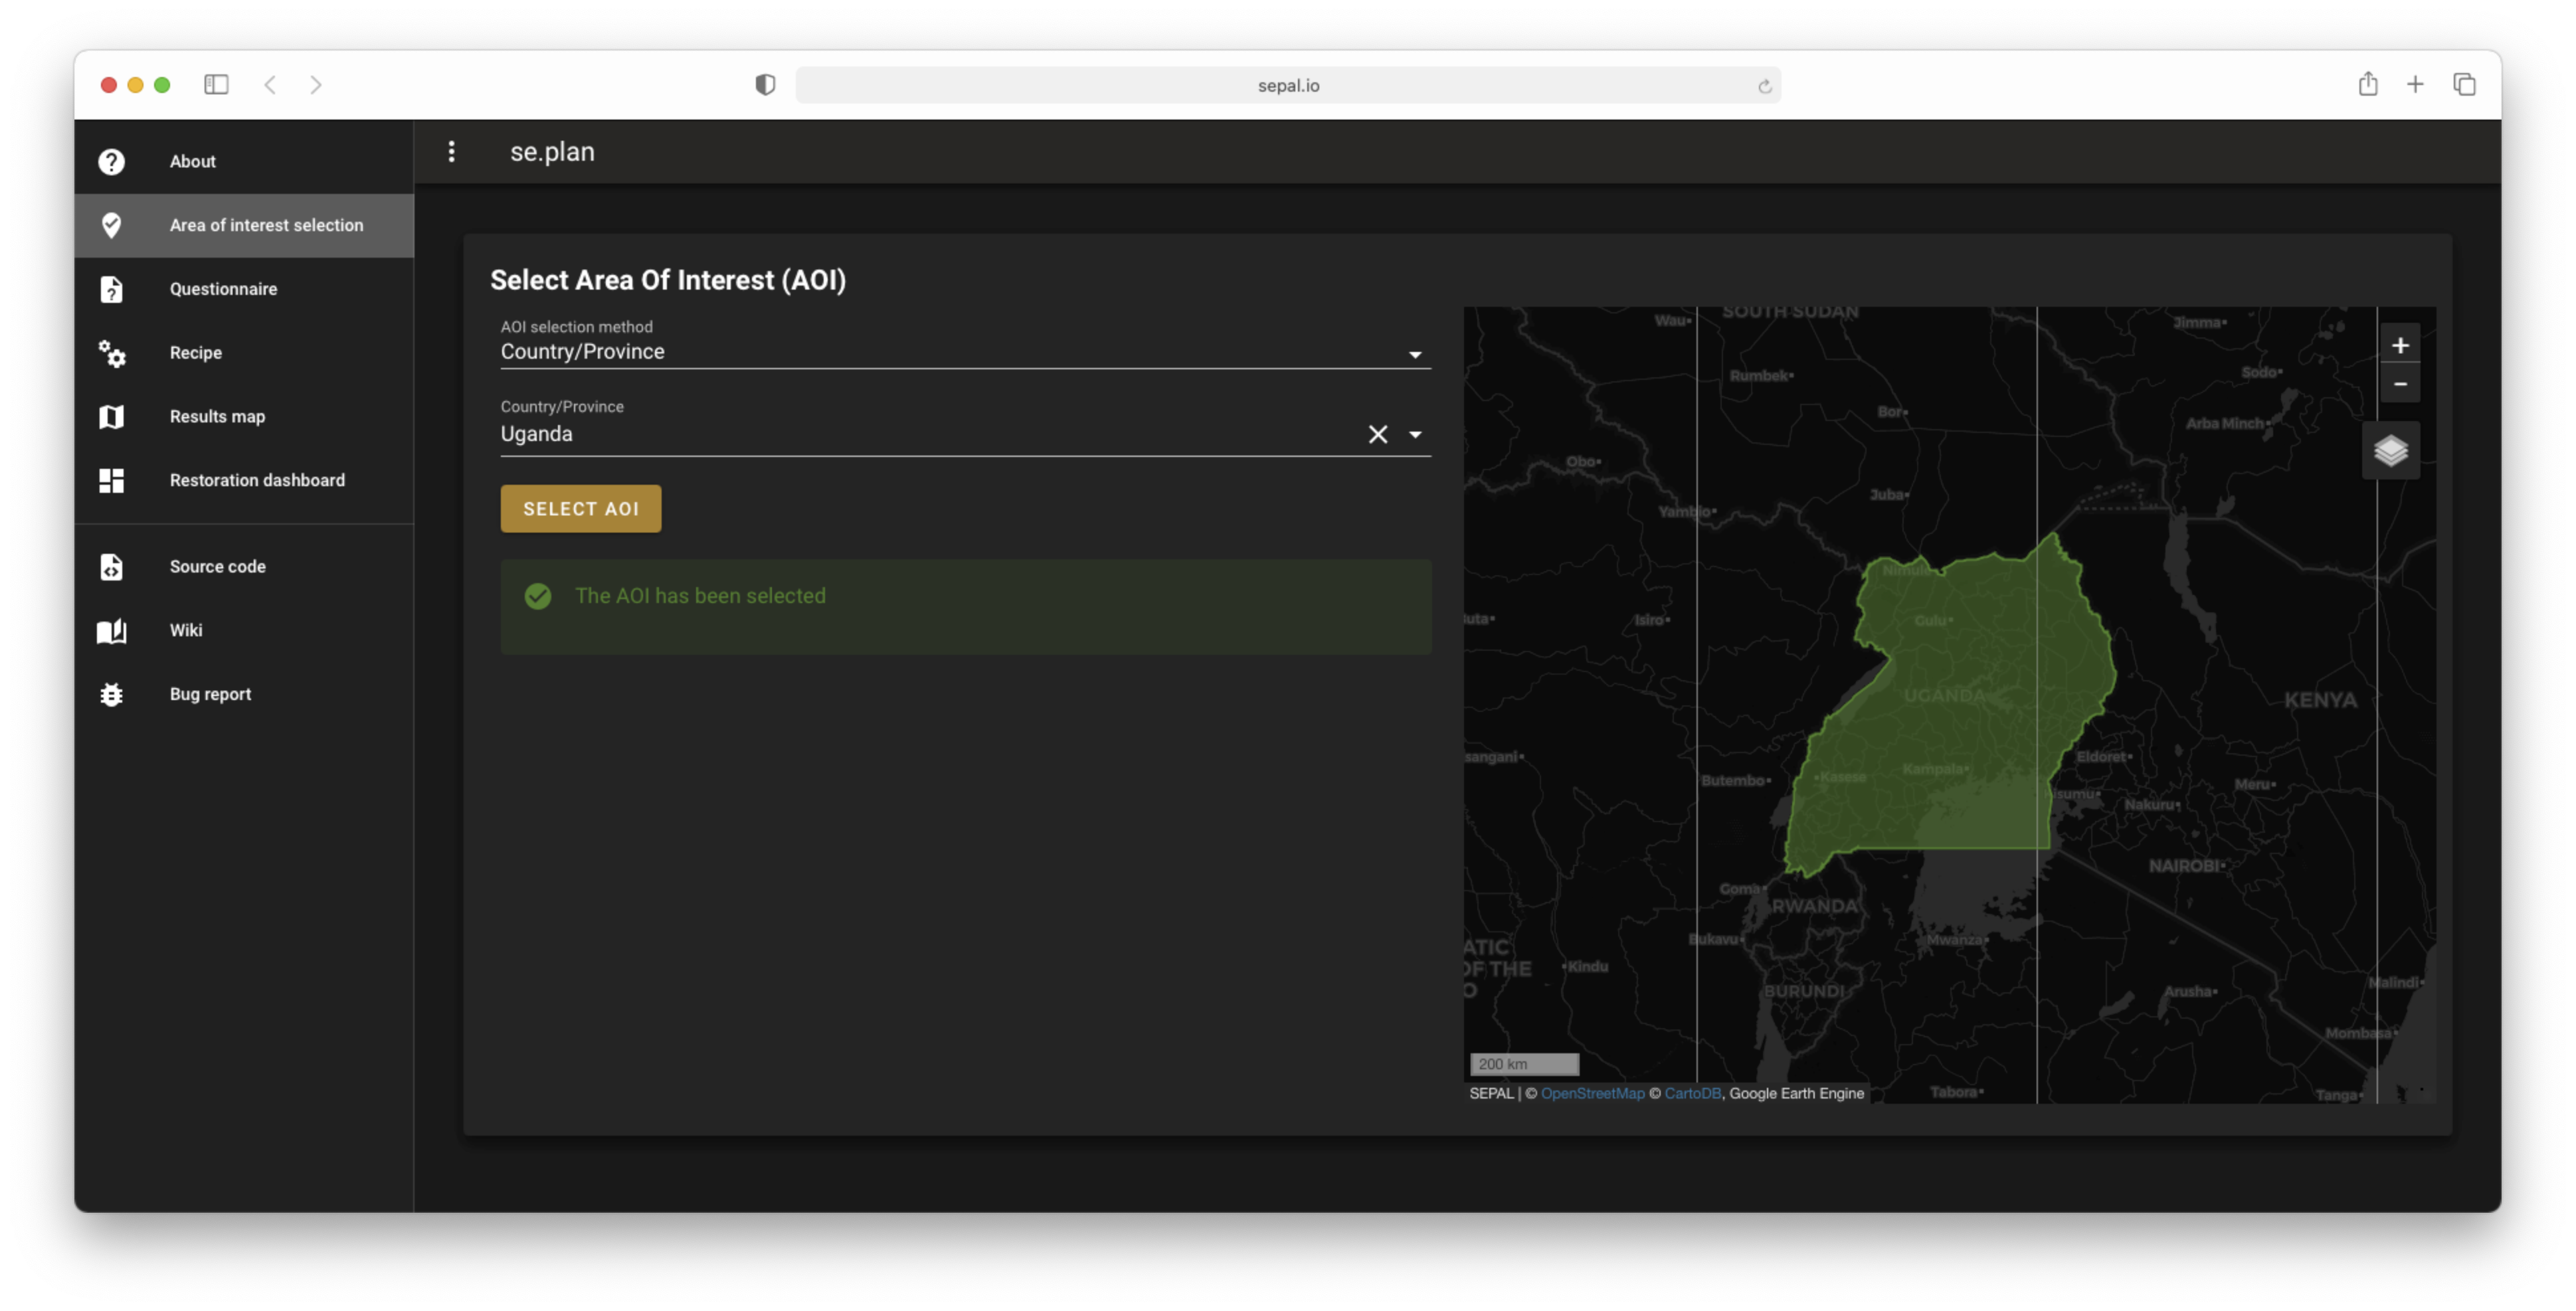 sepal.io
About
Area of interest selection
Questionnaire
Recipe
Results map
Restoration dashboard
Source code
Wiki
Bug report
se.plan
Select Area Of Interest (AOI)
AOI selection method
Country/Province
Country/Province
Uganda
SELECT AOI
The AOI has been selected
SOUTH SUDAN
Wau
Jimma
Rumbek
Sodo
Bor
Arba Minch
Obo
Juba
Yambio
Nimule
Isiro
Gulu
UGANDA
KENYA
Eldoret
Butembo
Kasese
Kampala
Meru
Nakuru
NAIROBI
Goma
RWANDA
Bukavu
Mwanza
ATIC
OF THE
O
Kindu
BURUNDI
Malindi
Arusha
Mombasa
200 km
SEPAL | © OpenStreetMap © CartoDB, Google Earth Engine
Tabora
Tanga
+
−